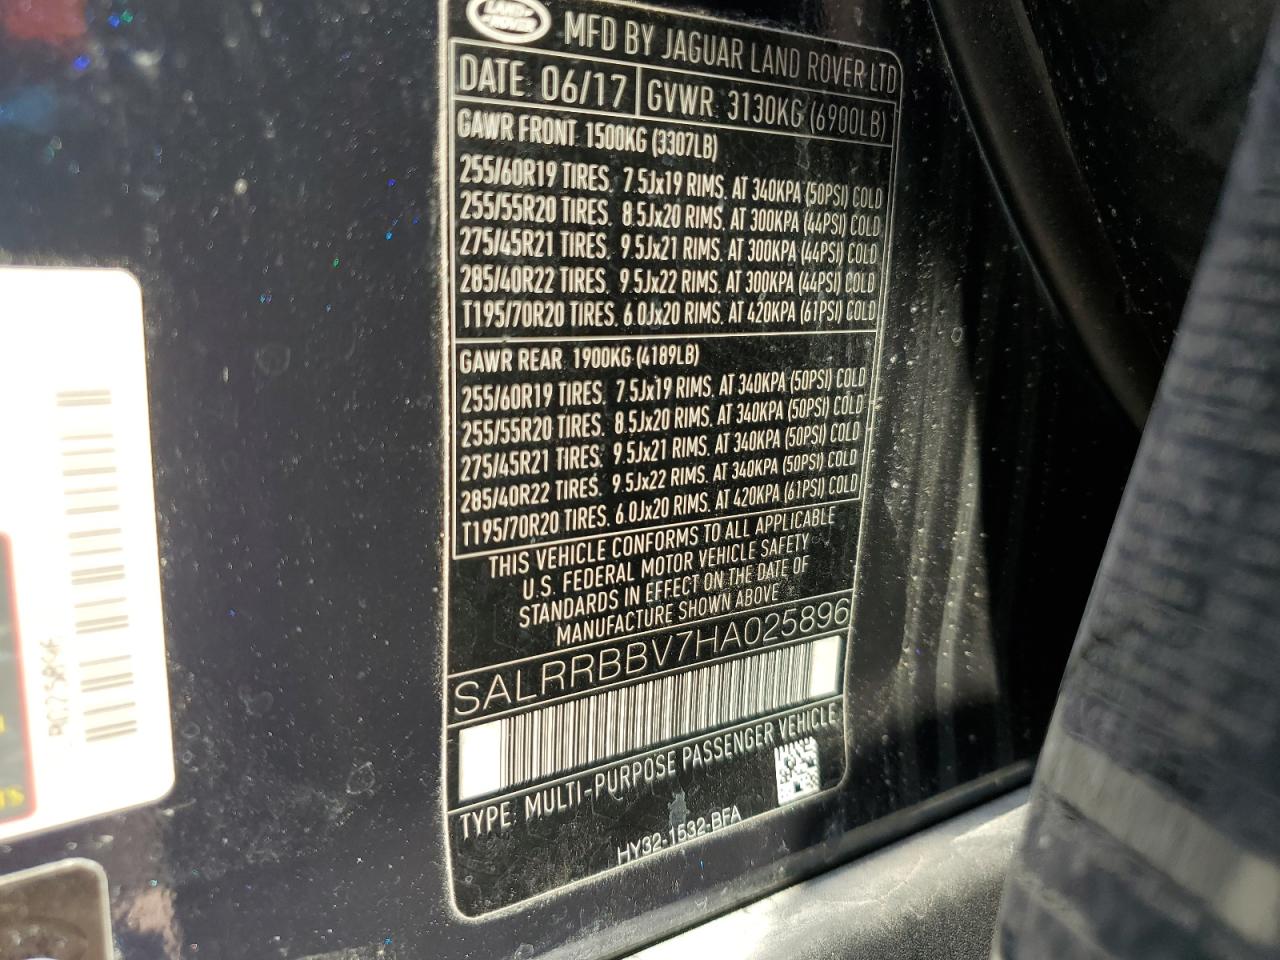 LAND ROVER
MFD BY JAGUAR LAND ROVER LTD
DATE: 06/17 GVWR: 3130KG (6900LB)
GAWR FRONT: 1500KG (3307LB)
255/60R19 TIRES, 7.5Jx19 RIMS, AT 340KPA (50PSI) COLD
255/55R20 TIRES, 8.5Jx20 RIMS, AT 300KPA (44PSI) COLD
275/45R21 TIRES, 9.5Jx21 RIMS, AT 300KPA (44PSI) COLD
285/40R22 TIRES, 9.5Jx22 RIMS, AT 300KPA (44PSI) COLD
T195/70R20 TIRES, 6.0Jx20 RIMS, AT 420KPA (61PSI) COLD
GAWR REAR: 1900KG (4189LB)
255/60R19 TIRES, 7.5Jx19 RIMS, AT 340KPA (50PSI) COLD
255/55R20 TIRES, 8.5Jx20 RIMS, AT 340KPA (50PSI) COLD
275/45R21 TIRES, 9.5Jx21 RIMS, AT 340KPA (50PSI) COLD
285/40R22 TIRES, 9.5Jx22 RIMS, AT 340KPA (50PSI) COLD
T195/70R20 TIRES, 6.0Jx20 RIMS, AT 420KPA (61PSI) COLD
THIS VEHICLE CONFORMS TO ALL APPLICABLE
U.S. FEDERAL MOTOR VEHICLE SAFETY
STANDARDS IN EFFECT ON THE DATE OF
MANUFACTURE SHOWN ABOVE
SALRRBBV7HA025896
TYPE: MULTI-PURPOSE PASSENGER VEHICLE
HY32-1532-BFA